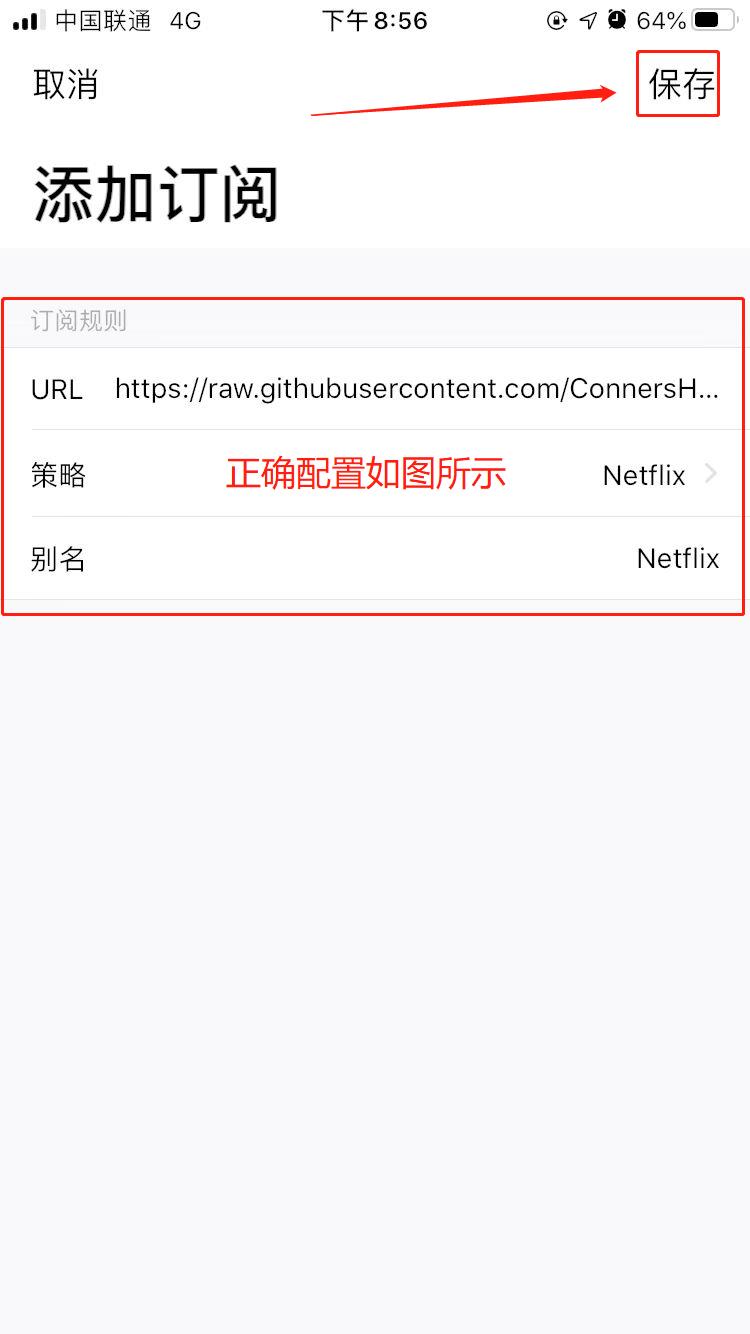 中国联通 4G 下午8:56 64%
取消 保存
添加订阅
订阅规则
URL https://raw.githubusercontent.com/ConnersH...
策略 正确配置如图所示 Netflix
别名 Netflix